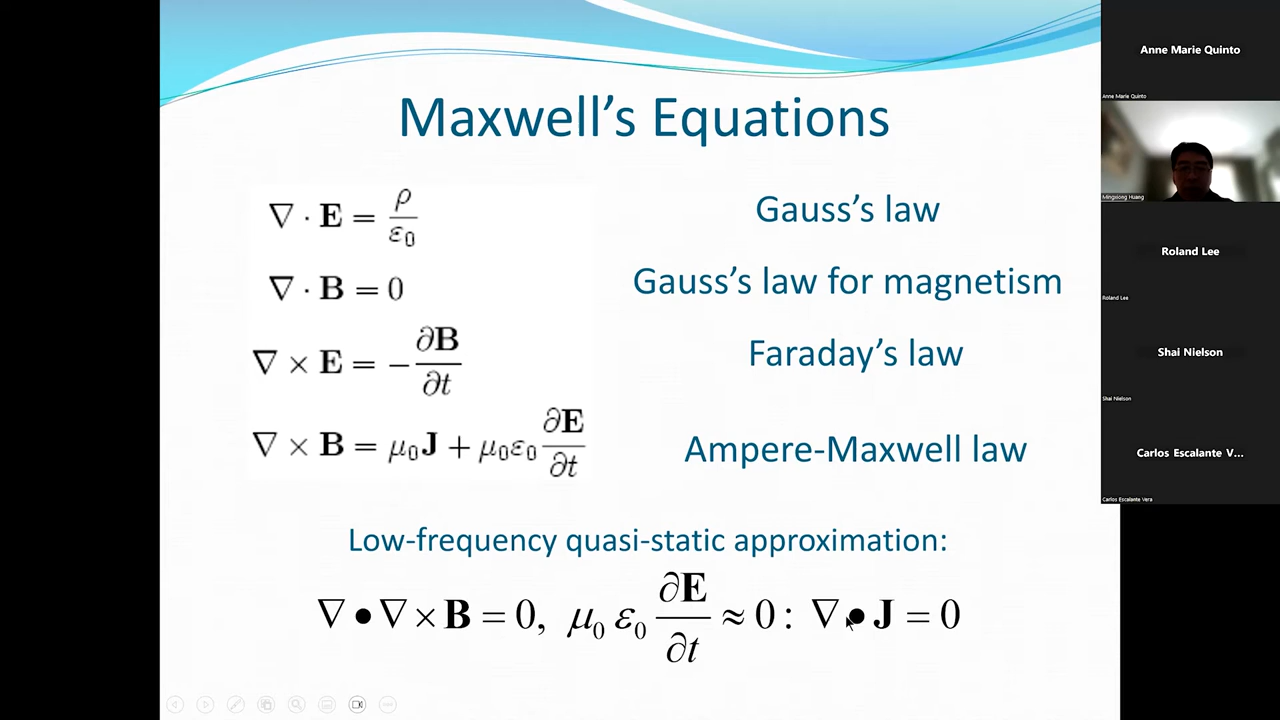 Maxwell's Equations
∇ · E = ρ/ε₀
Gauss's law
∇ · B = 0
Gauss's law for magnetism
∇ × E = −∂B/∂t
Faraday's law
∇ × B = μ₀J + μ₀ε₀ ∂E/∂t
Ampere-Maxwell law
Low-frequency quasi-static approximation:
∇•∇×B = 0, μ₀ ε₀ ∂E/∂t ≈ 0 : ∇•J = 0
Anne Marie Quinto
Anne Marie Quinto
Mingxiong Huang
Roland Lee
Roland Lee
Shai Nielson
Shai Nielson
Carlos Escalante V...
Carlos Escalante Vera